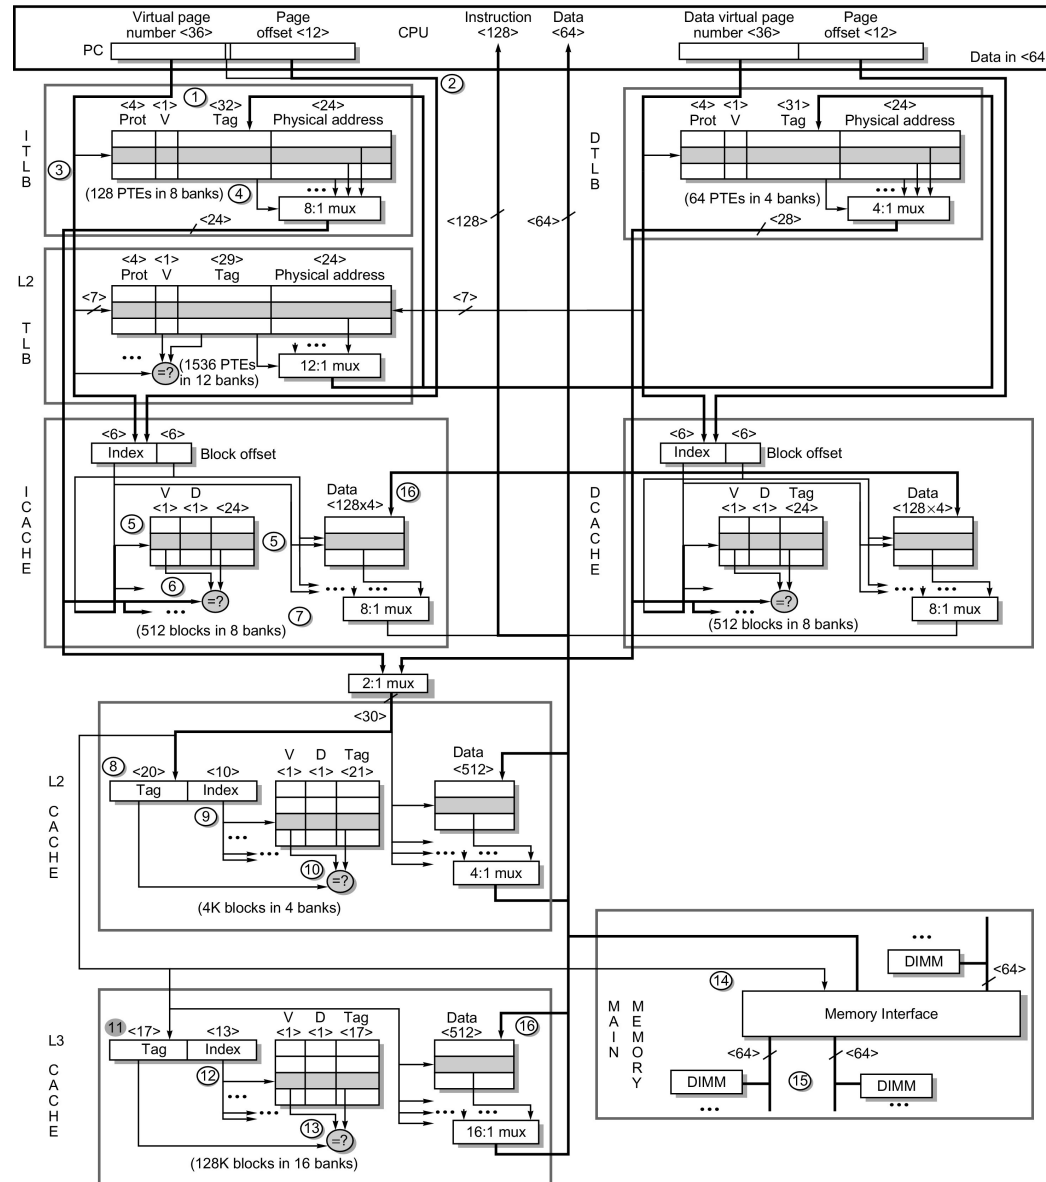 Virtual page number <36>
Page offset <12>
CPU
Instruction <128>
Data <64>
Data virtual page number <36>
Page offset <12>
PC
Data in <64
1
2
I T L B
<4> Prot
<1> V
<32> Tag
<24> Physical address
3
(128 PTEs in 8 banks)
4
8:1 mux
<24>
<128>
<64>
D T L B
<4> Prot
<1> V
<31> Tag
<24> Physical address
(64 PTEs in 4 banks)
4:1 mux
<28>
L2 T L B
<4> Prot
<1> V
<29> Tag
<24> Physical address
<7>
<7>
=?
(1536 PTEs in 12 banks)
12:1 mux
I C A C H E
<6>
<6>
Index
Block offset
V <1>
D <1>
<24>
Data <128x4>
16
5
5
6
=?
7
8:1 mux
(512 blocks in 8 banks)
D C A C H E
<6>
<6>
Index
Block offset
V <1>
D <1>
Tag <24>
Data <128×4>
=?
8:1 mux
(512 blocks in 8 banks)
2:1 mux
<30>
L2 C A C H E
8
<20>
<10>
Tag
Index
9
V <1>
D <1>
Tag <21>
Data <512>
10
=?
4:1 mux
(4K blocks in 4 banks)
L3 C A C H E
11
<17>
<13>
Tag
Index
12
V <1>
D <1>
Tag <17>
Data <512>
16
13
=?
16:1 mux
(128K blocks in 16 banks)
14
MAIN MEMORY
DIMM
<64>
Memory Interface
<64>
<64>
DIMM
15
DIMM